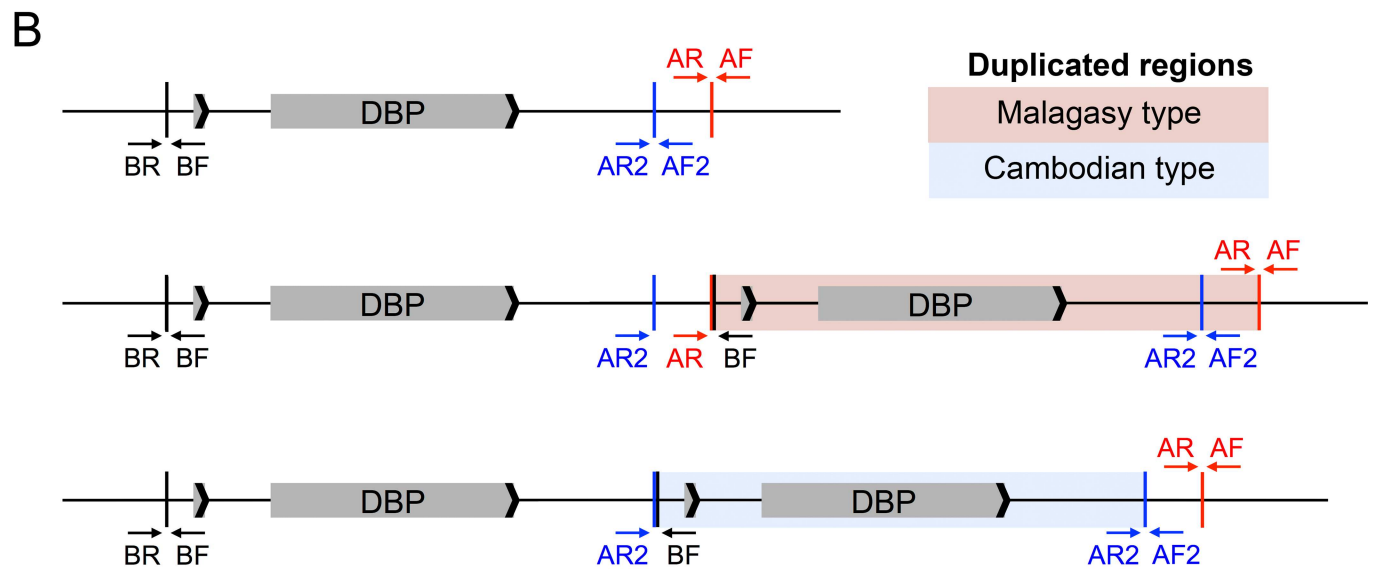 B
AR AF
Duplicated regions
Malagasy type
Cambodian type
DBP
BR BF
AR2 AF2
AR AF
DBP
DBP
BR BF
AR2 AR BF
AR2 AF2
AR AF
DBP
DBP
BR BF
AR2 BF
AR2 AF2